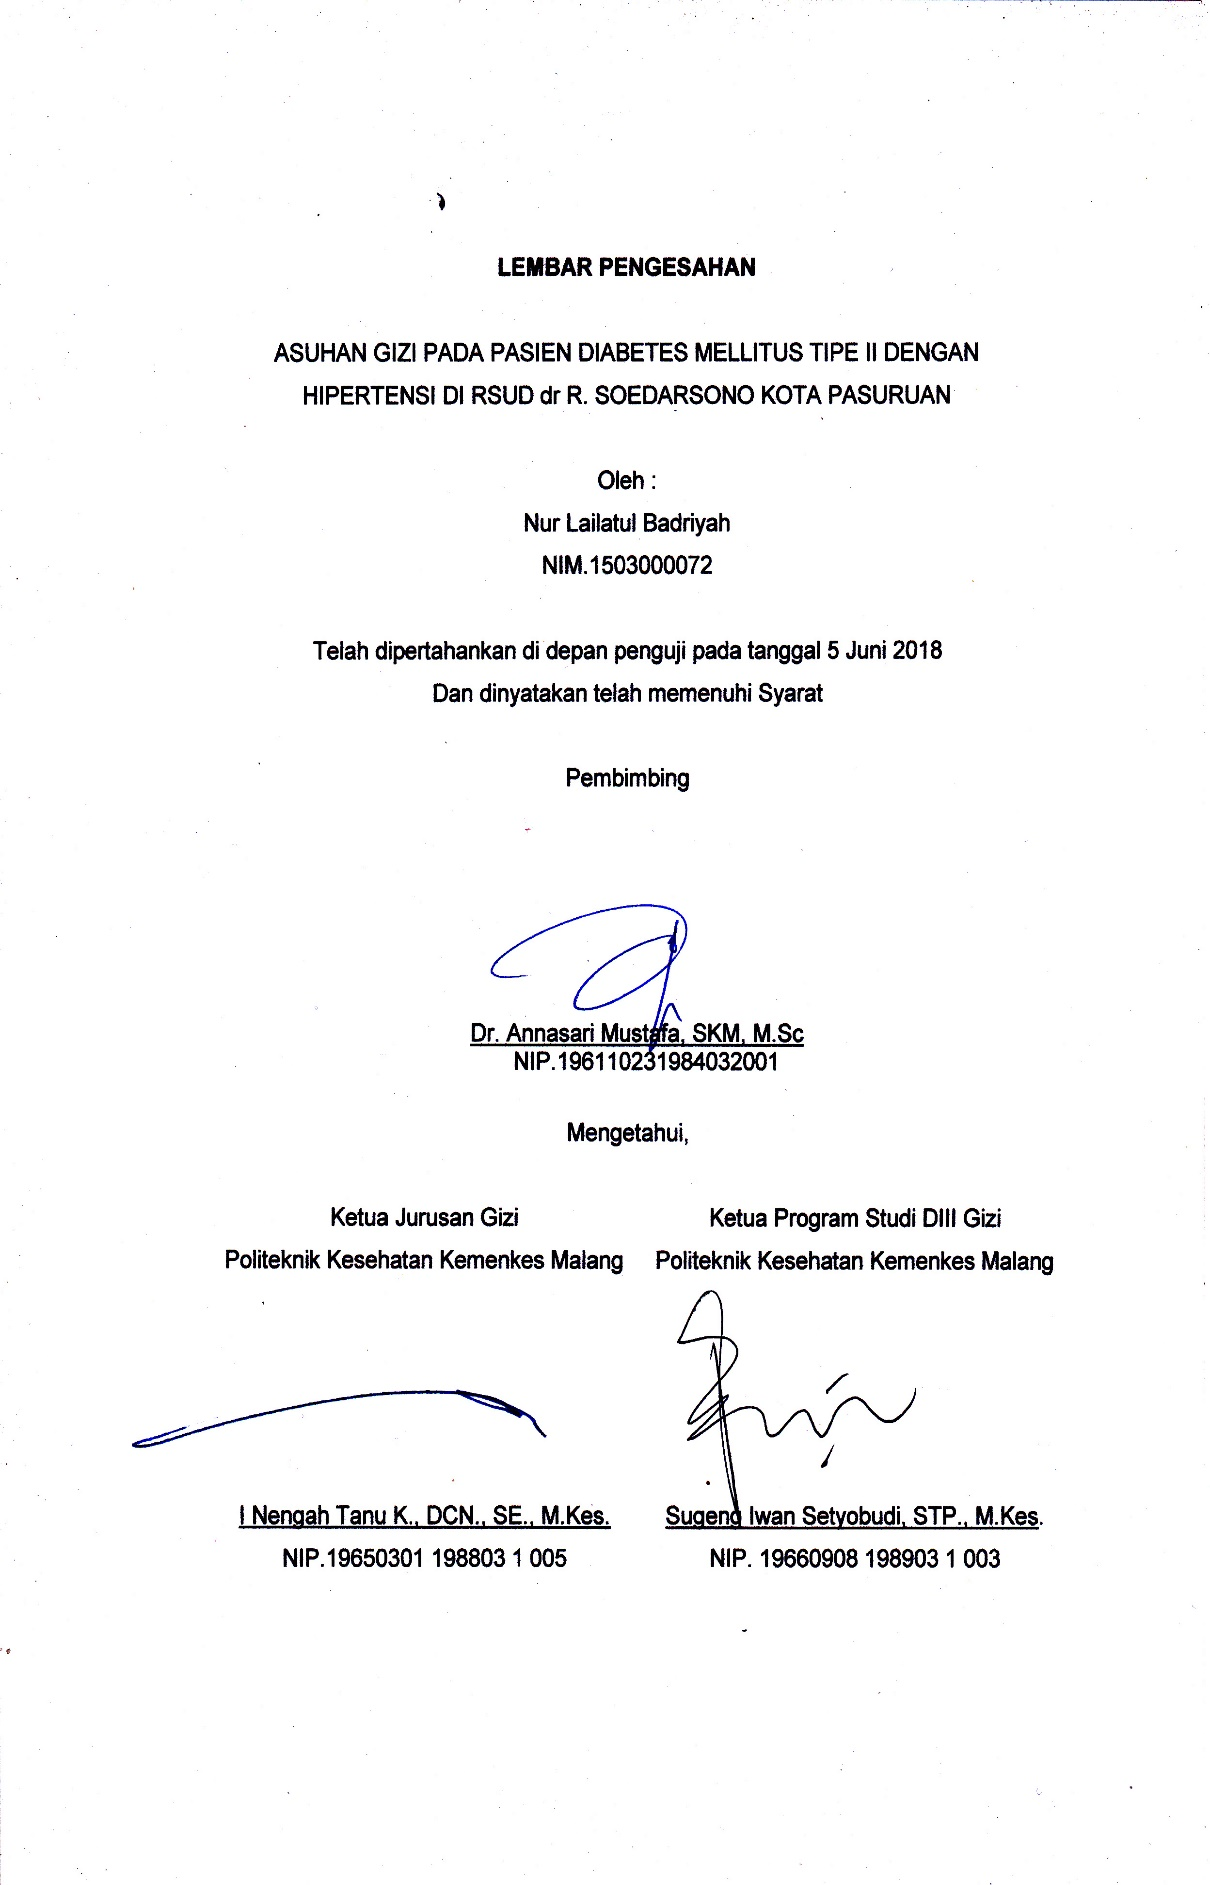 LEMBAR PENGESAHAN
ASUHAN GIZI PADA PASIEN DIABETES MELLITUS TIPE II DENGAN
HIPERTENSI DI RSUD dr R. SOEDARSONO KOTA PASURUAN
Oleh :
Nur Lailatul Badriyah
NIM.1503000072
Telah dipertahankan di depan penguji pada tanggal 5 Juni 2018
Dan dinyatakan telah memenuhi Syarat
Pembimbing
Dr. Annasari Mustafa, SKM, M.Sc
NIP.196110231984032001
Mengetahui,
Ketua Jurusan Gizi
Politeknik Kesehatan Kemenkes Malang
I Nengah Tanu K., DCN., SE., M.Kes.
NIP.19650301 198803 1 005
Ketua Program Studi DIII Gizi
Politeknik Kesehatan Kemenkes Malang
Sugeng Iwan Setyobudi, STP., M.Kes.
NIP. 19660908 198903 1 003